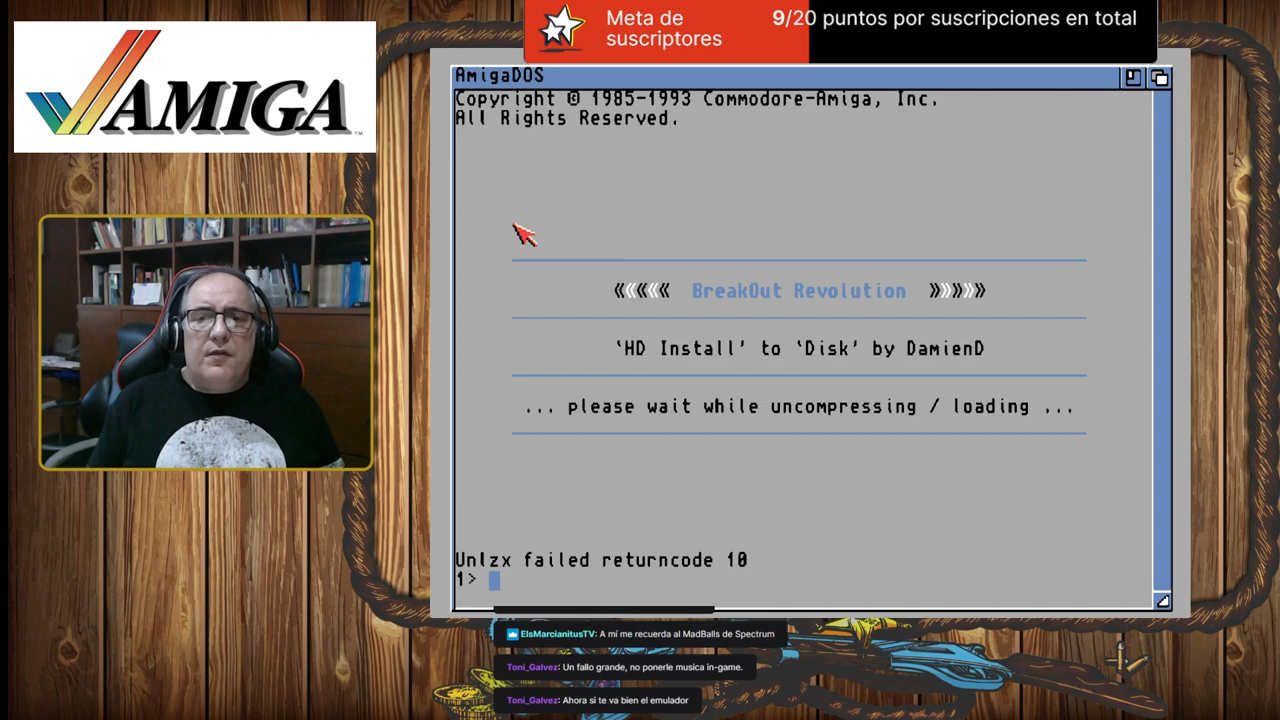 Meta de
suscriptores
9/20 puntos por suscripciones en total
AMIGA
TM
AmigaDOS
Copyright © 1985-1993 Commodore-Amiga, Inc.
All Rights Reserved.
««««« BreakOut Revolution »»»»»
‘HD Install’ to ‘Disk’ by DamienD
... please wait while uncompressing / loading ...
Unlzx failed returncode 10
1>
ElsMarcianitusTV: A mí me recuerda al MadBalls de Spectrum
Toni_Galvez: Un fallo grande, no ponerle musica in-game.
Toni_Galvez: Ahora si te va bien el emulador